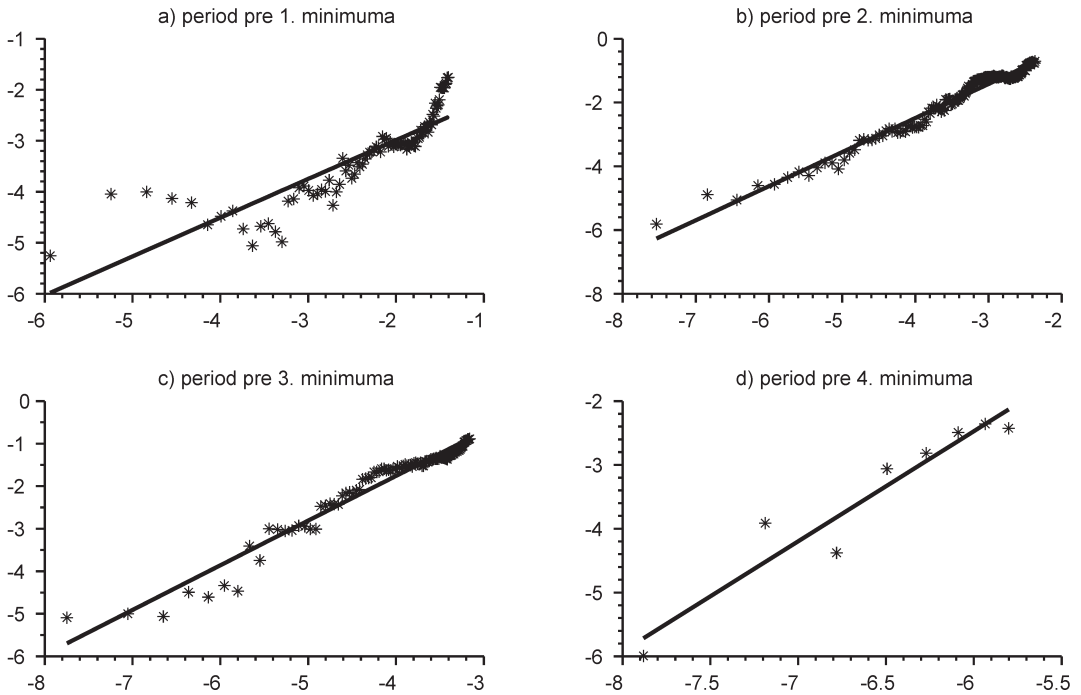 a) period pre 1. minimuma
b) period pre 2. minimuma
-1
-2
-3
-4
-5
-6
-6 -5 -4 -3 -2 -1
0
-2
-4
-6
-8
-8 -7 -6 -5 -4 -3 -2
c) period pre 3. minimuma
d) period pre 4. minimuma
0
-1
-2
-3
-4
-5
-6
-8 -7 -6 -5 -4 -3
-2
-3
-4
-5
-6
-8 -7.5 -7 -6.5 -6 -5.5